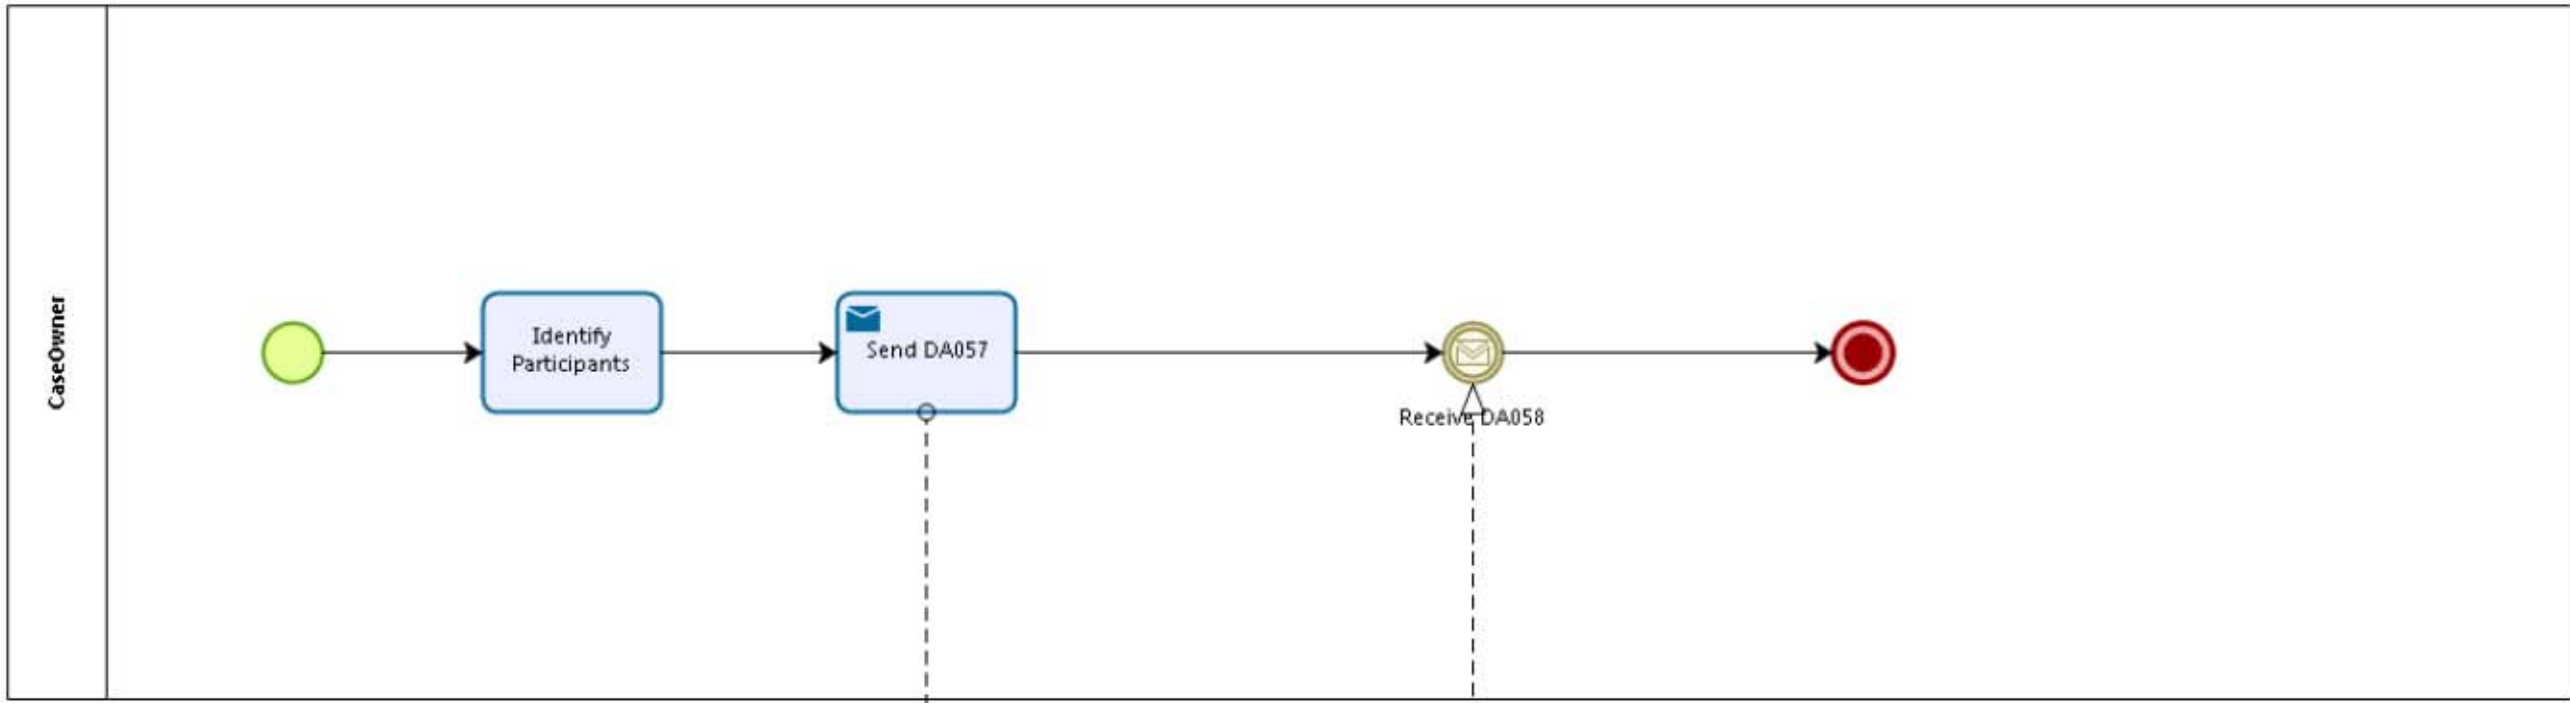 CaseOwner
Identify
Participants
Send DA057
Receive DA058